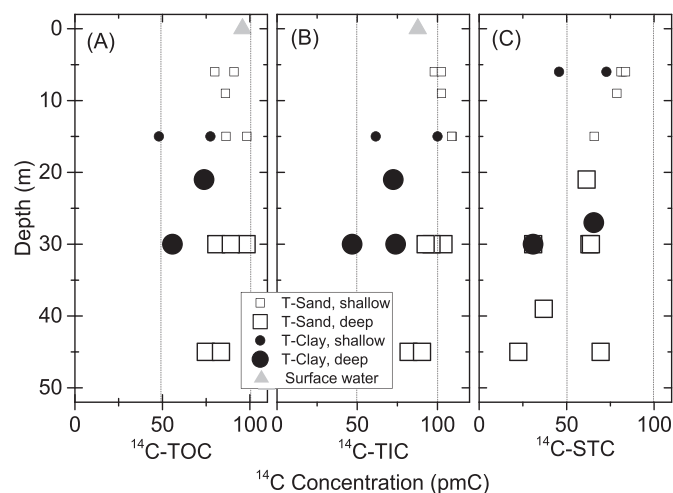 (A) (B) (C)
0
10
20
30
40
50
Depth (m)
T-Sand, shallow
T-Sand, deep
T-Clay, shallow
T-Clay, deep
Surface water
0 50 100 0 50 100 0 50 100
¹⁴C-TOC ¹⁴C-TIC ¹⁴C-STC
¹⁴C Concentration (pmC)